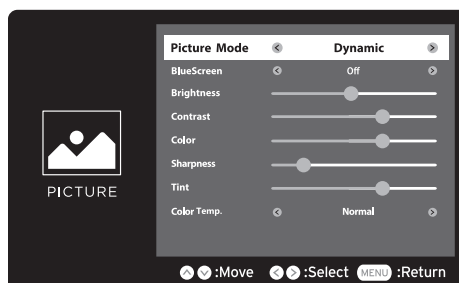 Picture Mode Dynamic
BlueScreen Off
Brightness
Contrast
Color
Sharpness
Tint
Color Temp. Normal
PICTURE
:Move :Select MENU :Return